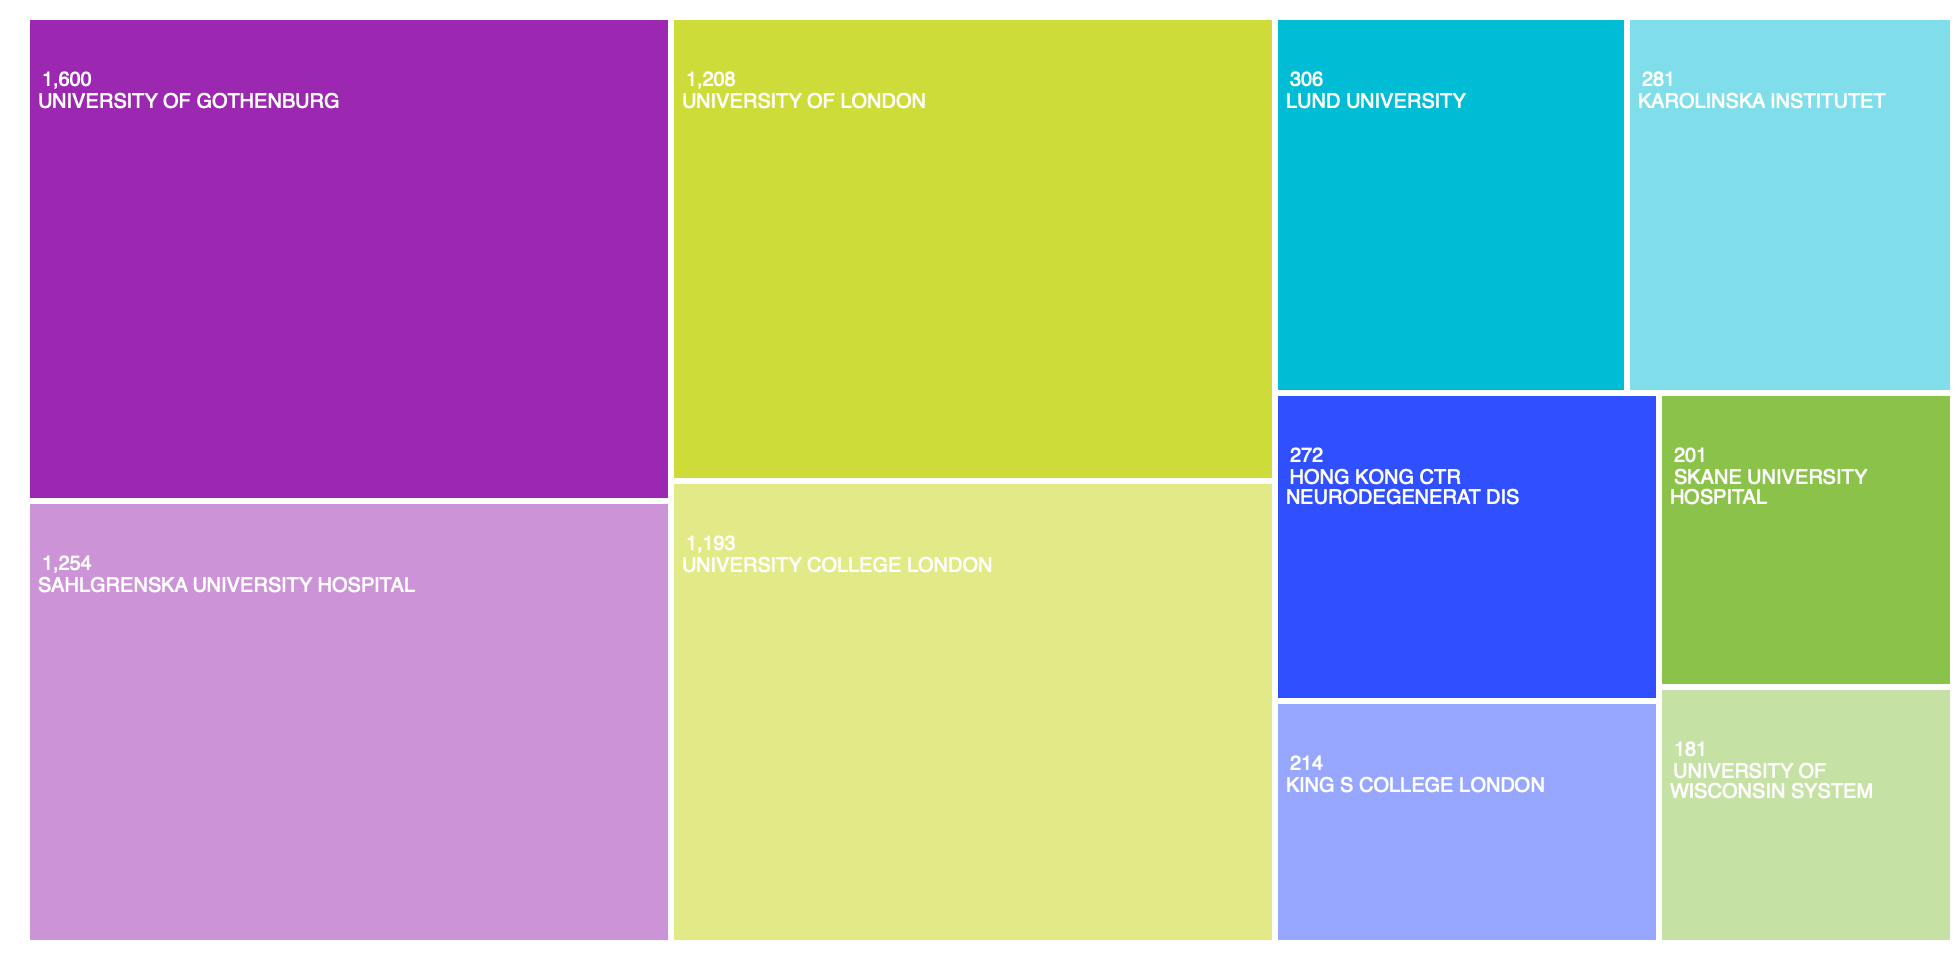 1,600
UNIVERSITY OF GOTHENBURG
1,254
SAHLGRENSKA UNIVERSITY HOSPITAL
1,208
UNIVERSITY OF LONDON
1,193
UNIVERSITY COLLEGE LONDON
306
LUND UNIVERSITY
281
KAROLINSKA INSTITUTET
272
HONG KONG CTR
NEURODEGENERAT DIS
214
KING S COLLEGE LONDON
201
SKANE UNIVERSITY
HOSPITAL
181
UNIVERSITY OF
WISCONSIN SYSTEM